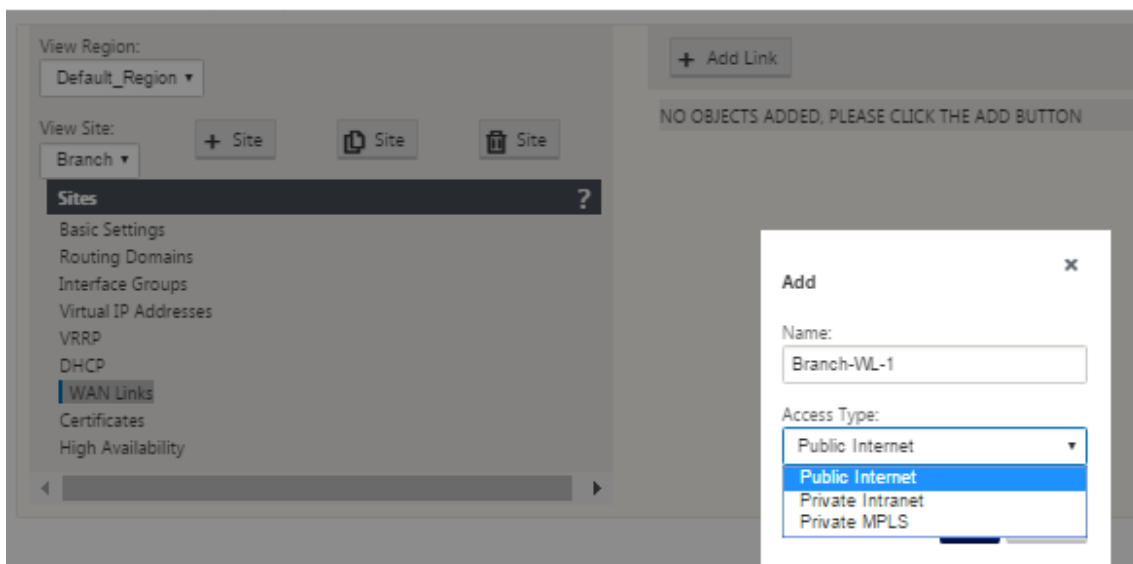 View Region:
Default_Region
View Site:
Branch
+ Site
Site
Site
Sites ?
Basic Settings
Routing Domains
Interface Groups
Virtual IP Addresses
VRRP
DHCP
WAN Links
Certificates
High Availability
+ Add Link
NO OBJECTS ADDED, PLEASE CLICK THE ADD BUTTON
Add
Name:
Branch-WL-1
Access Type:
Public Internet
Public Internet
Private Intranet
Private MPLS